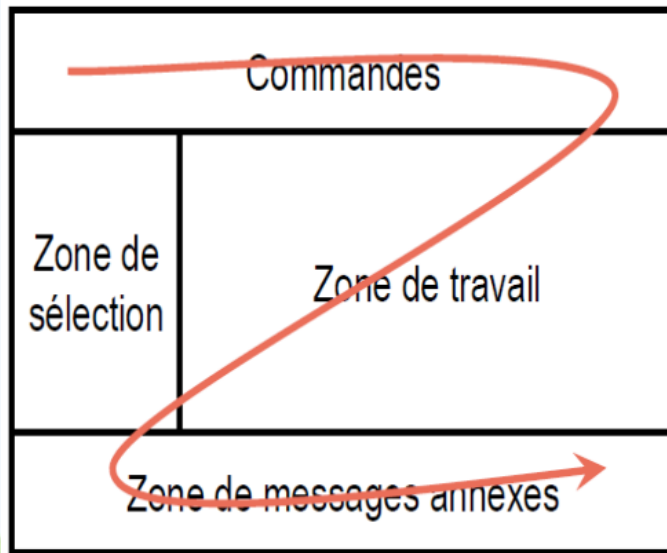 Commandes
Zone de
sélection
Zone de travail
Zone de messages annexes